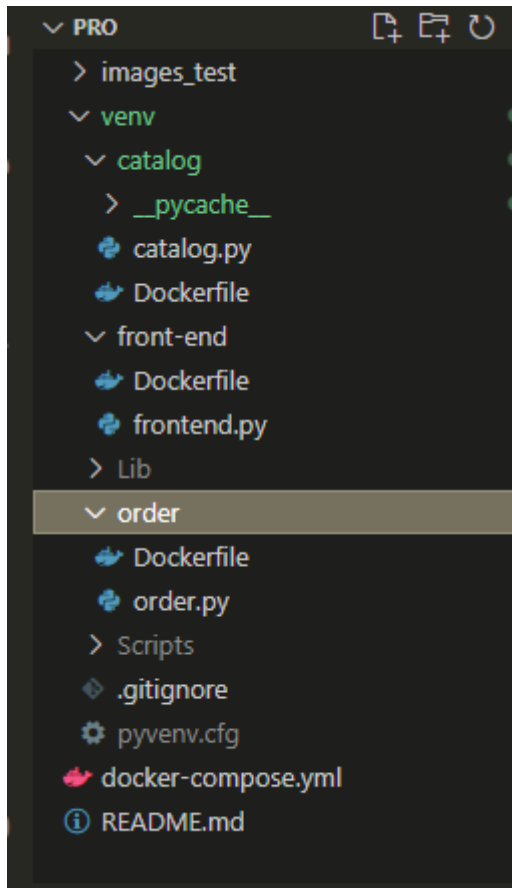 PRO
images_test
venv
catalog
__pycache__
catalog.py
Dockerfile
front-end
Dockerfile
frontend.py
Lib
order
Dockerfile
order.py
Scripts
.gitignore
pyvenv.cfg
docker-compose.yml
README.md